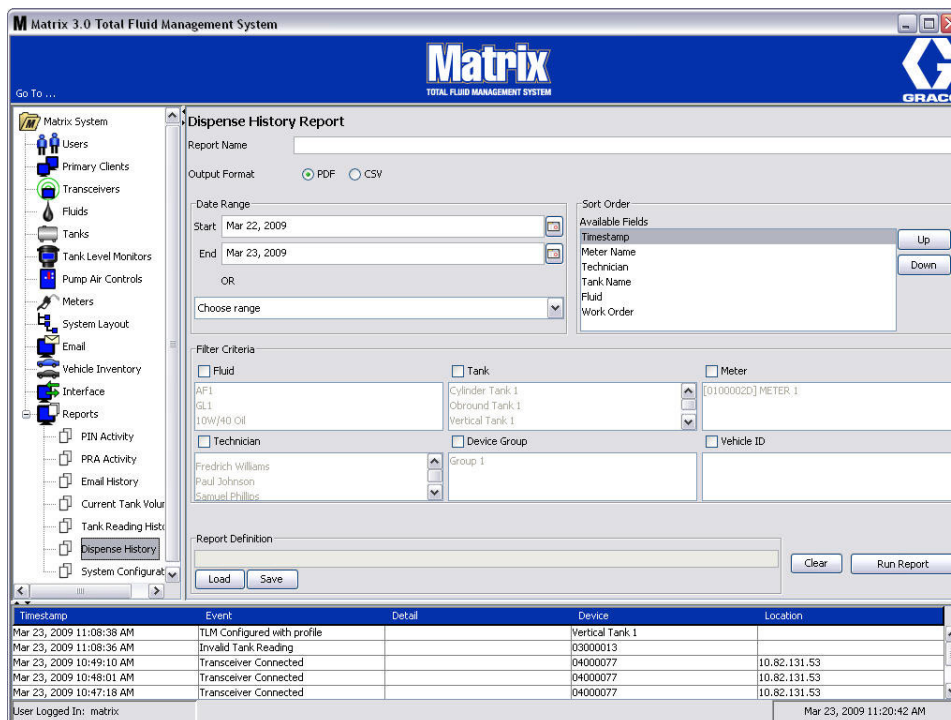 Matrix 3.0 Total Fluid Management System
Go To ...
Matrix
TOTAL FLUID MANAGEMENT SYSTEM
GRACO
Matrix System
Users
Primary Clients
Transceivers
Fluids
Tanks
Tank Level Monitors
Pump Air Controls
Meters
System Layout
Email
Vehicle Inventory
Interface
Reports
PIN Activity
PRA Activity
Email History
Current Tank Volur
Tank Reading Histo
Dispense History
System Configurat
Dispense History Report
Report Name
Output Format PDF CSV
Date Range
Start Mar 22, 2009
End Mar 23, 2009
OR
Choose range
Sort Order
Available Fields
Timestamp
Meter Name
Technician
Tank Name
Fluid
Work Order
Up
Down
Filter Criteria
Fluid
AF1
GL1
10W/40 Oil
Tank
Cylinder Tank 1
Obround Tank 1
Vertical Tank 1
Meter
[0100002D] METER 1
Technician
Fredrich Williams
Paul Johnson
Samuel Phillips
Device Group
Group 1
Vehicle ID
Report Definition
Load Save
Clear Run Report
Timestamp Event Detail Device Location
Mar 23, 2009 11:08:38 AM TLM Configured with profile Vertical Tank 1
Mar 23, 2009 11:08:36 AM Invalid Tank Reading 03000013
Mar 23, 2009 10:49:10 AM Transceiver Connected 04000077 10.82.131.53
Mar 23, 2009 10:48:01 AM Transceiver Connected 04000077 10.82.131.53
Mar 23, 2009 10:47:18 AM Transceiver Connected 04000077 10.82.131.53
User Logged In: matrix Mar 23, 2009 11:20:42 AM